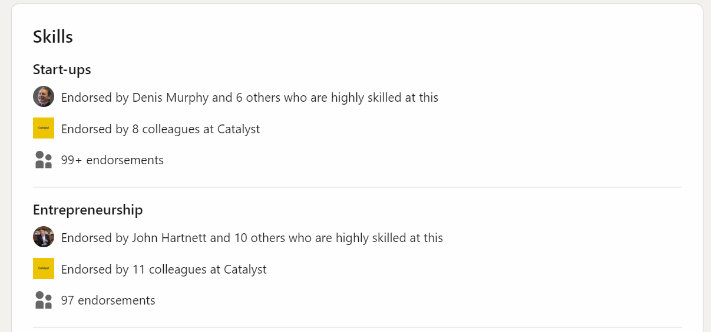 Skills
Start-ups
Endorsed by Denis Murphy and 6 others who are highly skilled at this
Endorsed by 8 colleagues at Catalyst
99+ endorsements
Entrepreneurship
Endorsed by John Hartnett and 10 others who are highly skilled at this
Endorsed by 11 colleagues at Catalyst
97 endorsements